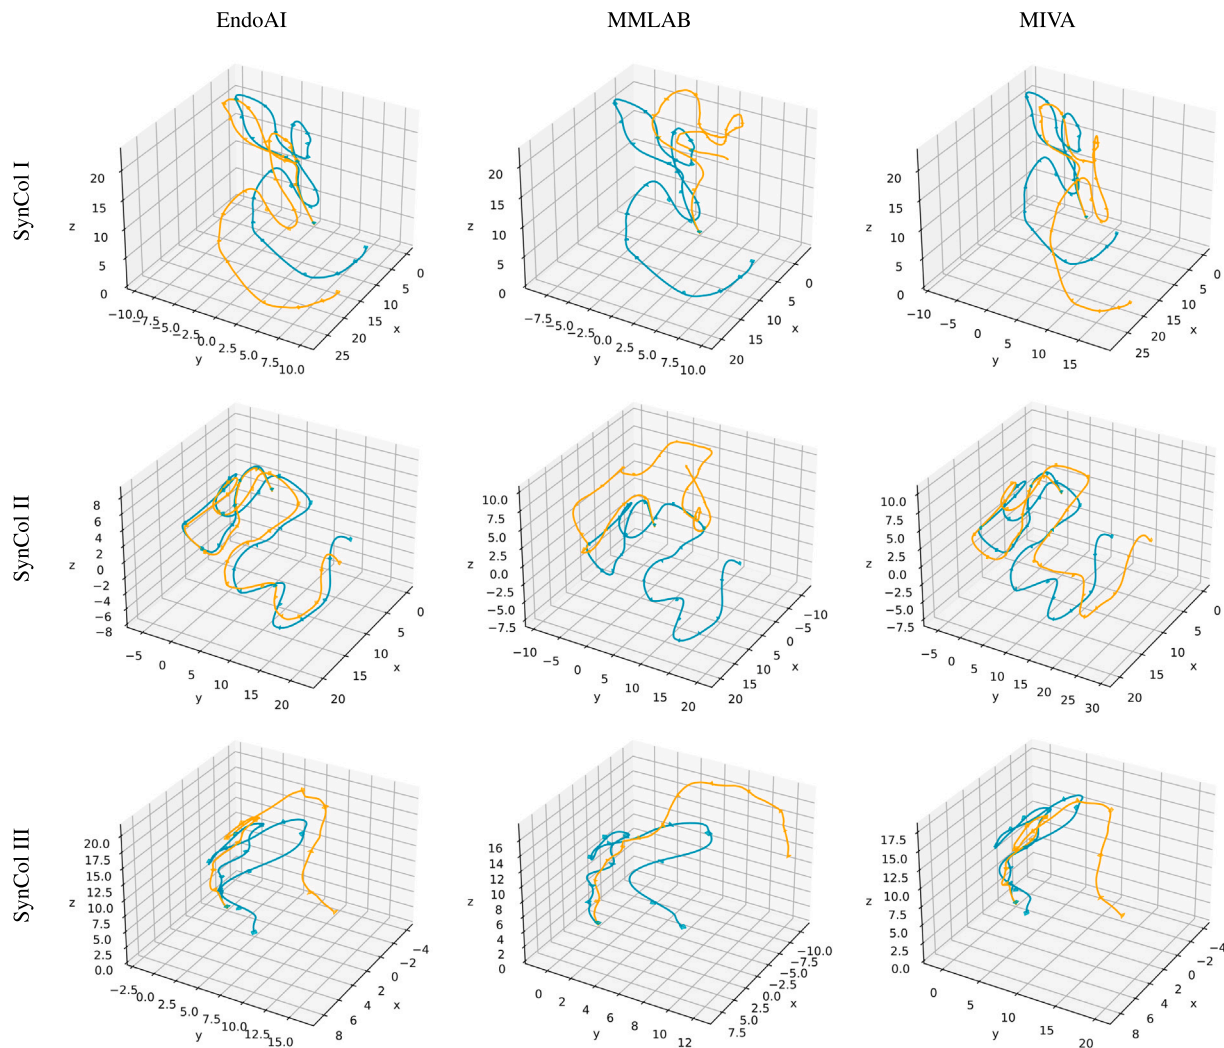 EndoAI MMLAB MIVA
SynCol I
z
20
15
10
5
0
−10.0 −7.5 −5.0 −2.5 0.0 2.5 5.0 7.5 10.0
y
0 5 10 15 20 25
x
z
20
15
10
5
0
−7.5 −5.0 −2.5 0.0 2.5 5.0 7.5 10.0
y
0 5 10 15 20
x
z
20
15
10
5
0
−10 −5 0 5 10 15
y
0 5 10 15 20 25
x
SynCol II
z
8
6
4
2
0
−2
−4
−6
−8
−5 0 5 10 15 20
y
0 5 10 15 20
x
z
10.0
7.5
5.0
2.5
0.0
−2.5
−5.0
−7.5
−10 −5 0 5 10 15 20
y
−10 −5 0 5 10 15 20
x
z
10.0
7.5
5.0
2.5
0.0
−2.5
−5.0
−7.5
−5 0 5 10 15 20 25 30
y
0 5 10 15 20
x
SynCol III
z
20.0
17.5
15.0
12.5
10.0
7.5
5.0
2.5
0.0
−2.5 0.0 2.5 5.0 7.5 10.0 12.5 15.0
y
−4 −2 0 2 4 6 8
x
z
16
14
12
10
8
6
4
2
0
0 2 4 6 8 10 12
y
−10.0 −7.5 −5.0 −2.5 0.0 2.5 5.0 7.5
x
z
17.5
15.0
12.5
10.0
7.5
5.0
2.5
0.0
0 5 10 15 20
y
−4 −2 0 2 4 6 8
x